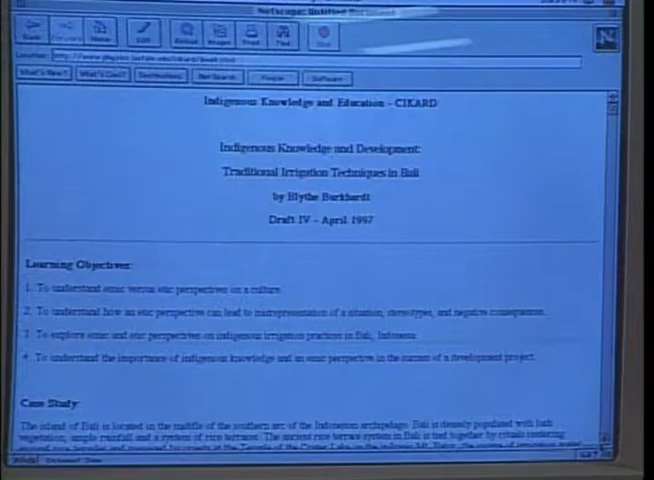 Netscape: Untitled Document
Back Forward Home Edit Reload Images Print Find Stop
Location:
What's New? What's Cool? Destinations Net Search People Software
Indigenous Knowledge and Education - CIKARD
Indigenous Knowledge and Development:
Traditional Irrigation Techniques in Bali
by Blythe Burkhardt
Draft IV - April 1997
Learning Objectives:
1. To understand emic versus etic perspectives on a culture.
2. To understand how an etic perspective can lead to misrepresentation of a situation, stereotypes, and negative consequences.
3. To explore emic and etic perspectives on indigenous irrigation practices in Bali, Indonesia.
4. To understand the importance of indigenous knowledge and an emic perspective in the success of a development project.
Case Study:
The island of Bali is located in the middle of the southern arc of the Indonesian archipelago. Bali is densely populated with lush
vegetation, ample rainfall and a system of rice terraces. The ancient rice terrace system in Bali is tied together by rituals centering